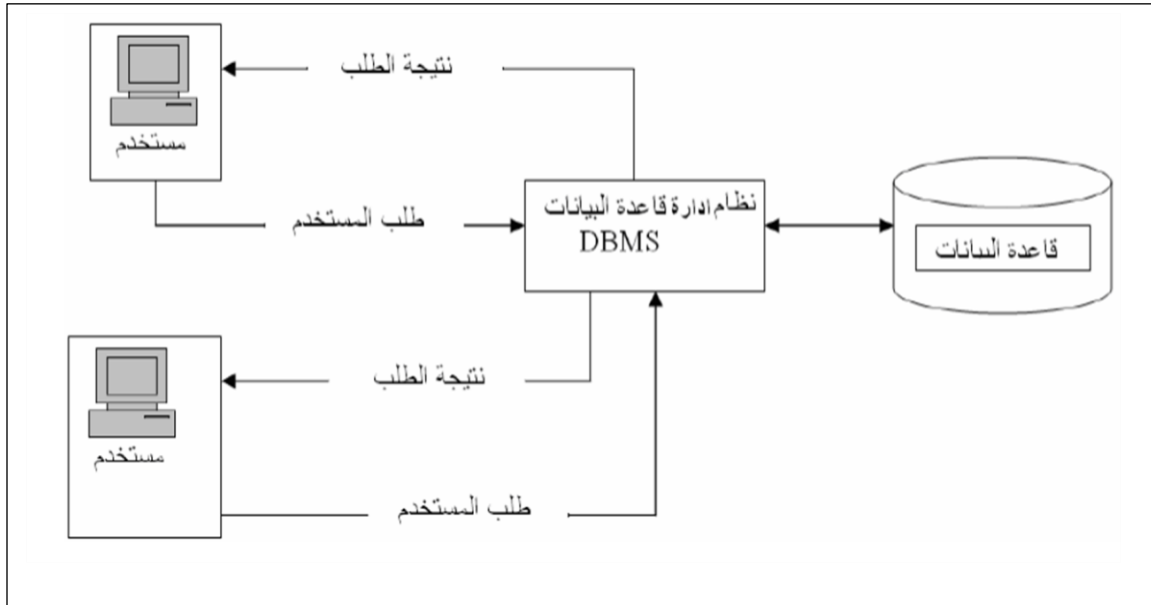 نتيجة الطلب
مستخدم
طلب المستخدم
نظام ادارة قاعدة البيانات
DBMS
قاعدة البيانات
نتيجة الطلب
مستخدم
طلب المستخدم